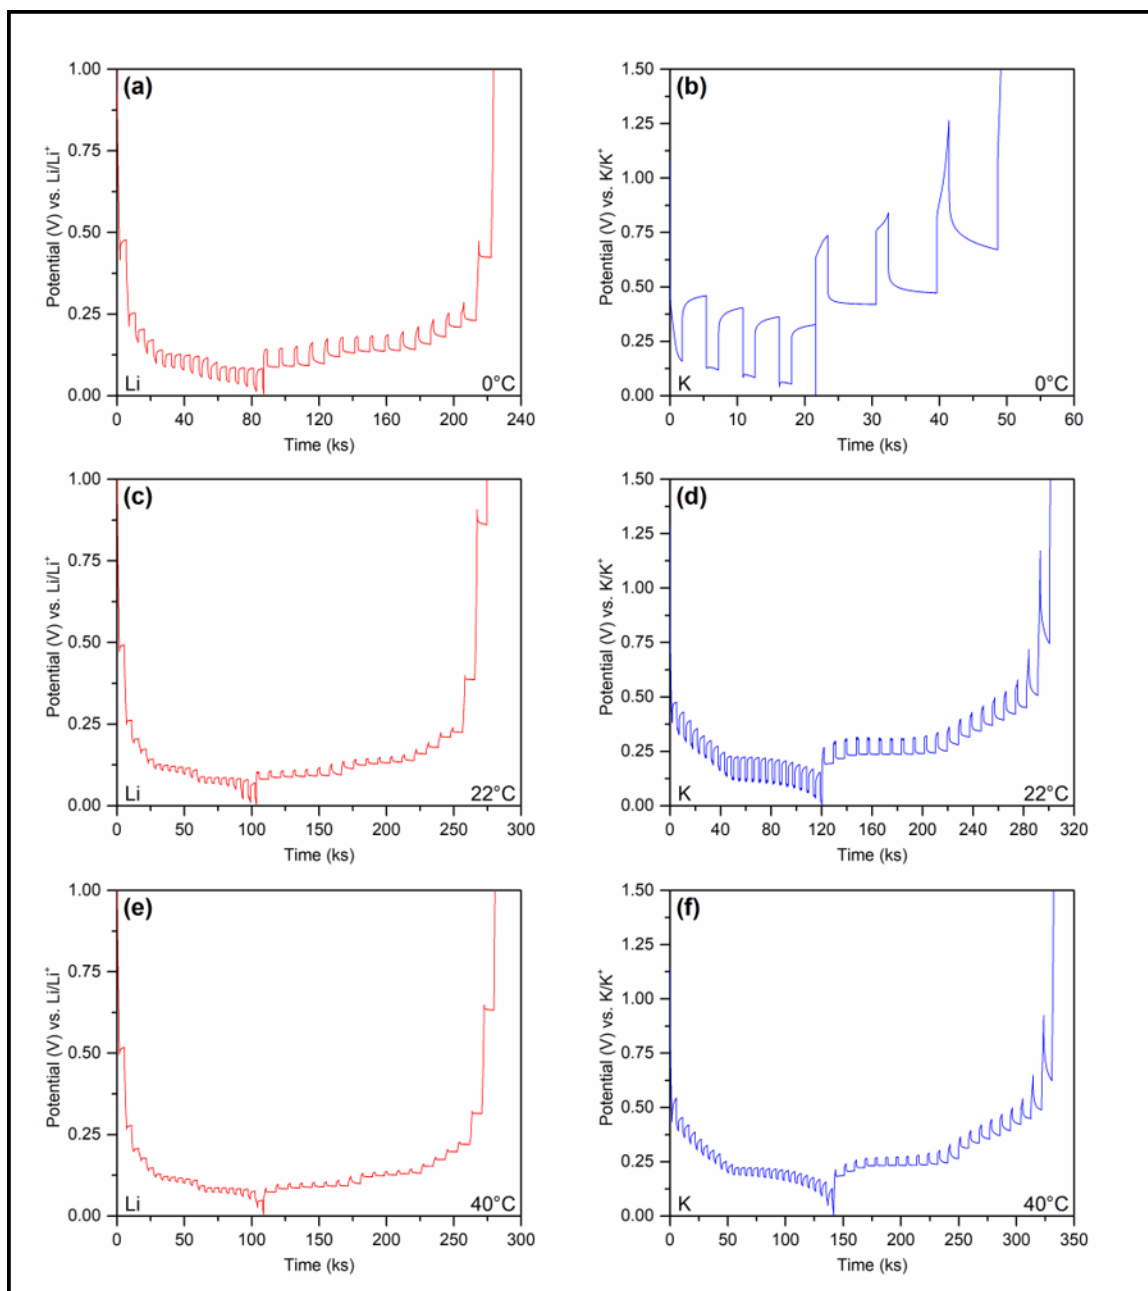 (a)
Potential (V) vs. Li/Li⁺
1.00
0.75
0.50
0.25
0.00
Li
0°C
0 40 80 120 160 200 240
Time (ks)
(b)
Potential (V) vs. K/K⁺
1.50
1.25
1.00
0.75
0.50
0.25
0.00
K
0°C
0 10 20 30 40 50 60
Time (ks)
(c)
Potential (V) vs. Li/Li⁺
1.00
0.75
0.50
0.25
0.00
Li
22°C
0 50 100 150 200 250 300
Time (ks)
(d)
Potential (V) vs. K/K⁺
1.50
1.25
1.00
0.75
0.50
0.25
0.00
K
22°C
0 40 80 120 160 200 240 280 320
Time (ks)
(e)
Potential (V) vs. Li/Li⁺
1.00
0.75
0.50
0.25
0.00
Li
40°C
0 50 100 150 200 250 300
Time (ks)
(f)
Potential (V) vs. K/K⁺
1.50
1.25
1.00
0.75
0.50
0.25
0.00
K
40°C
0 50 100 150 200 250 300 350
Time (ks)